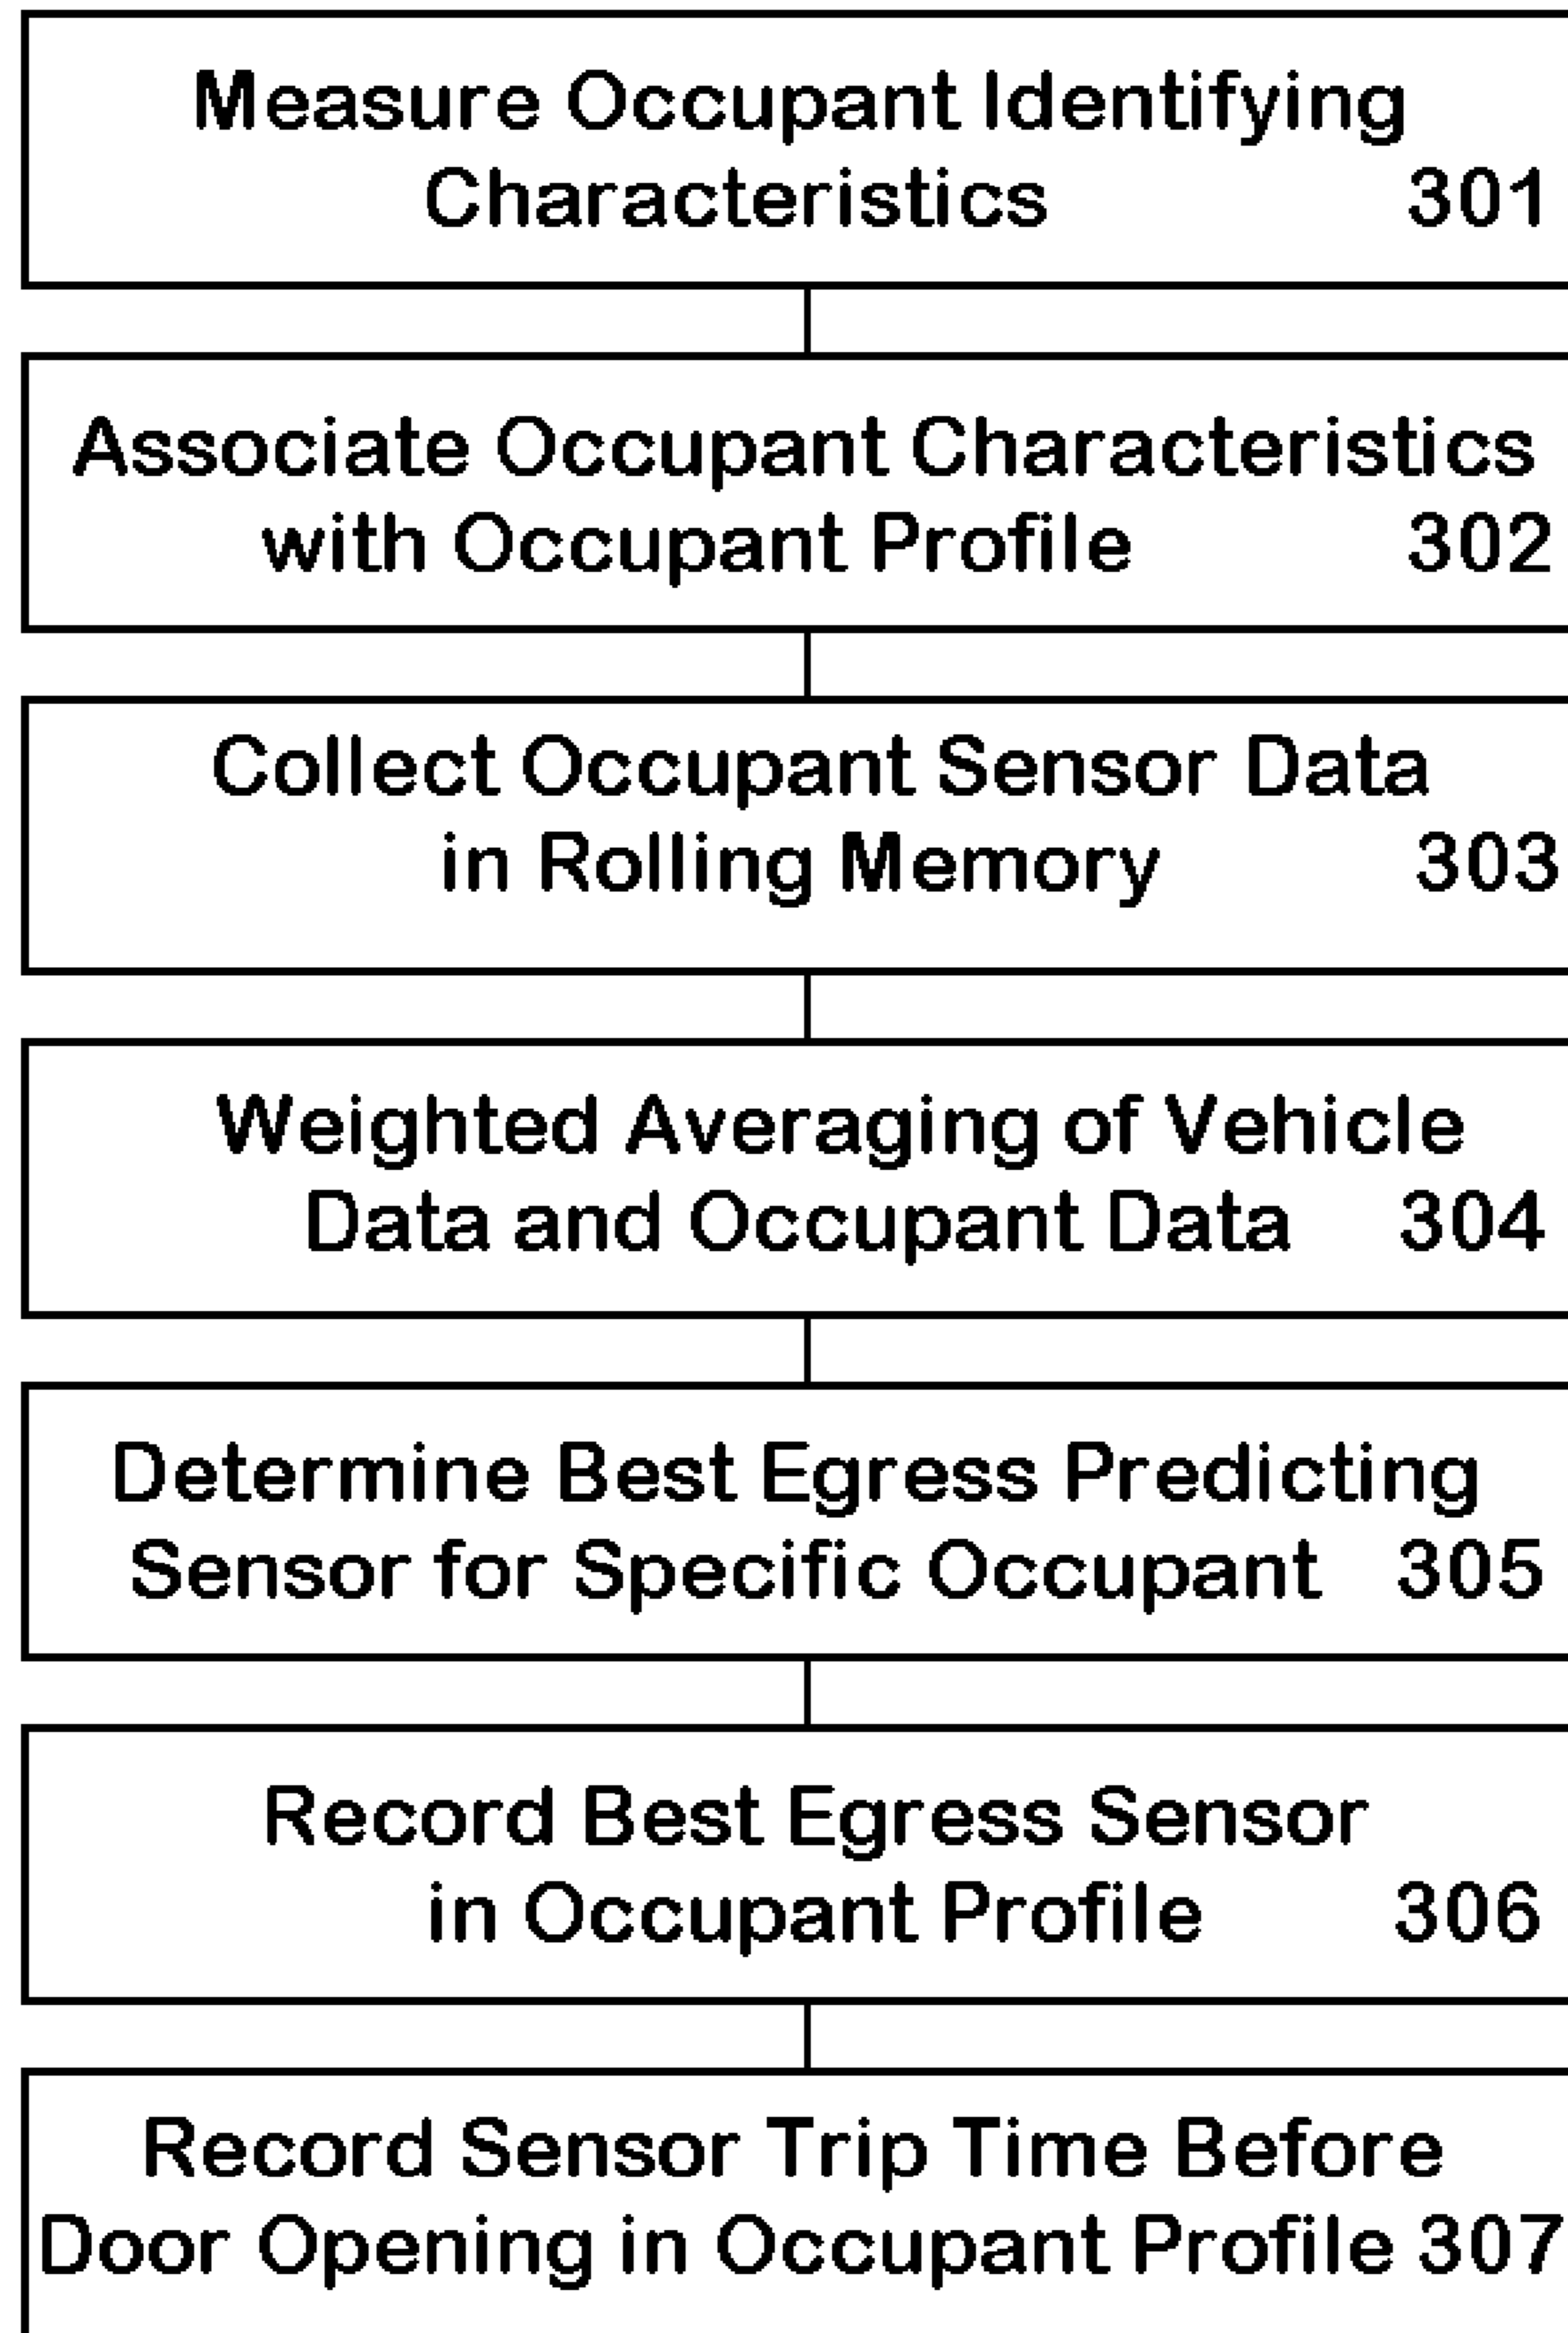 Measure Occupant Identifying
Characteristics 301
Associate Occupant Characteristics
with Occupant Profile 302
Collect Occupant Sensor Data
in Rolling Memory 303
Weighted Averaging of Vehicle
Data and Occupant Data 304
Determine Best Egress Predicting
Sensor for Specific Occupant 305
Record Best Egress Sensor
in Occupant Profile 306
Record Sensor Trip Time Before
Door Opening in Occupant Profile 307